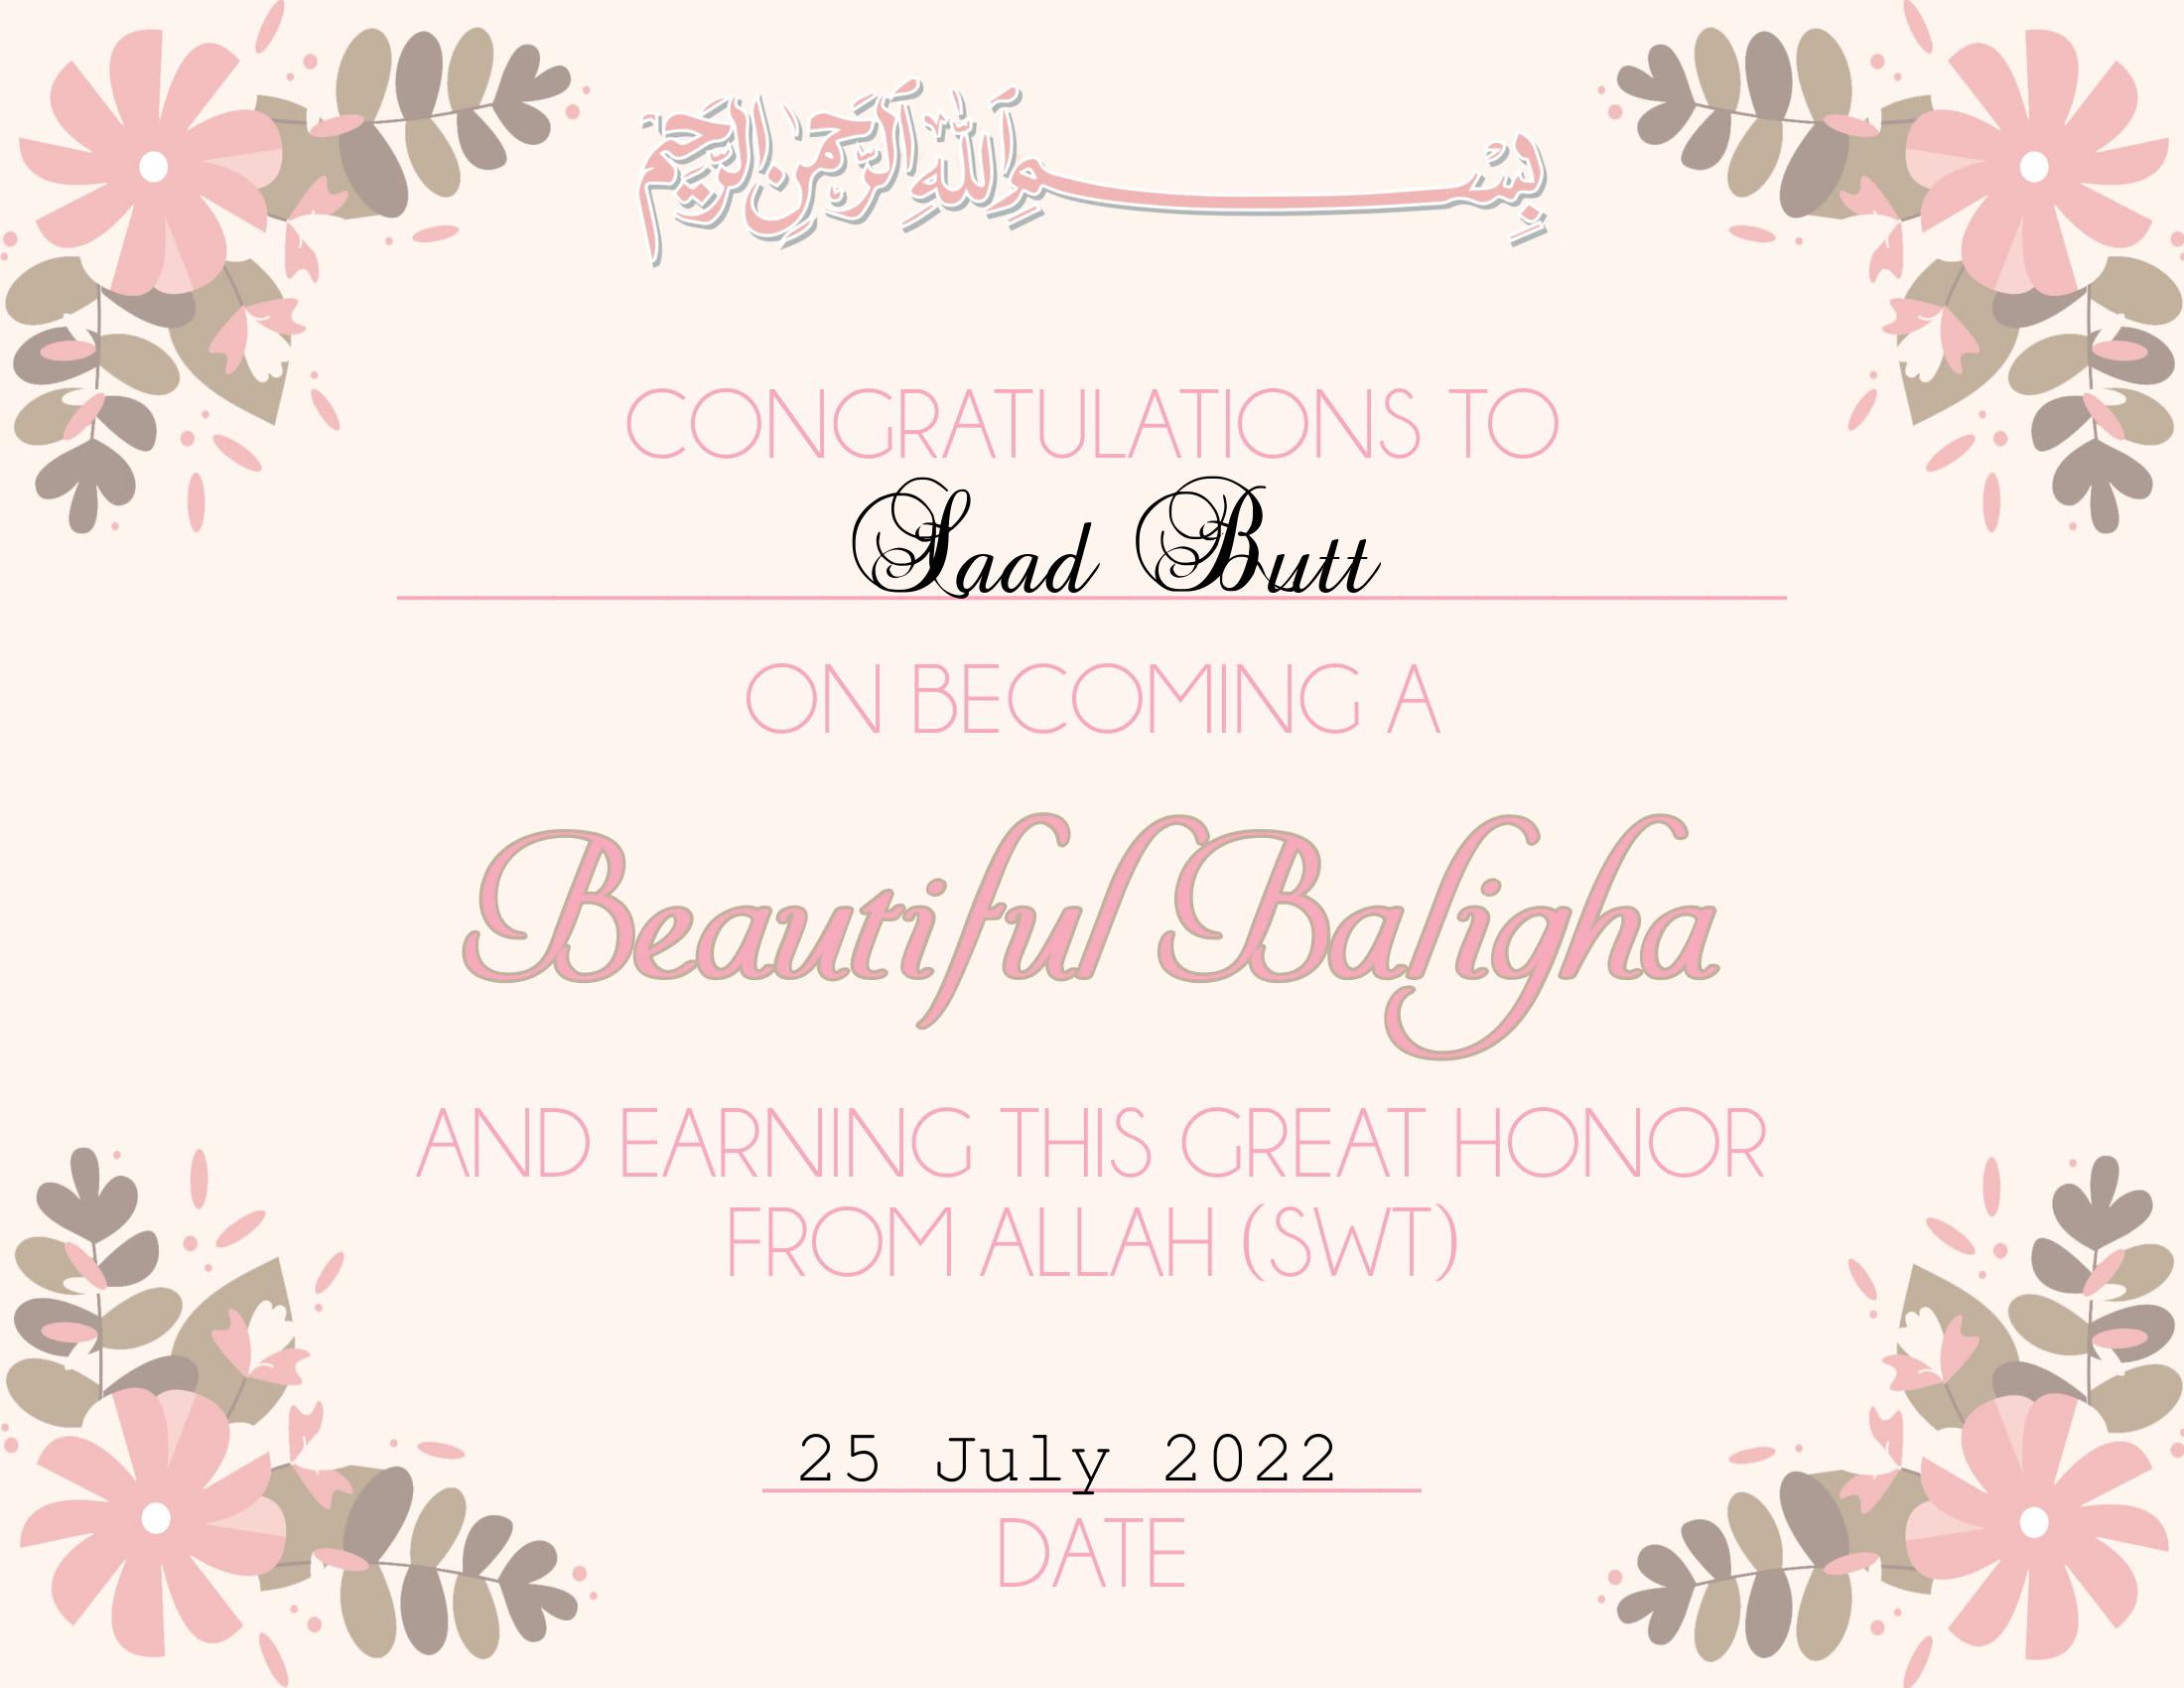 بِسْمِ اللهِ الرَّحْمٰنِ الرَّحِيْمِ
CONGRATULATIONS TO
Saad Butt
ON BECOMING A
Beautiful Baligha
AND EARNING THIS GREAT HONOR
FROM ALLAH (SWT)
25 July 2022
DATE